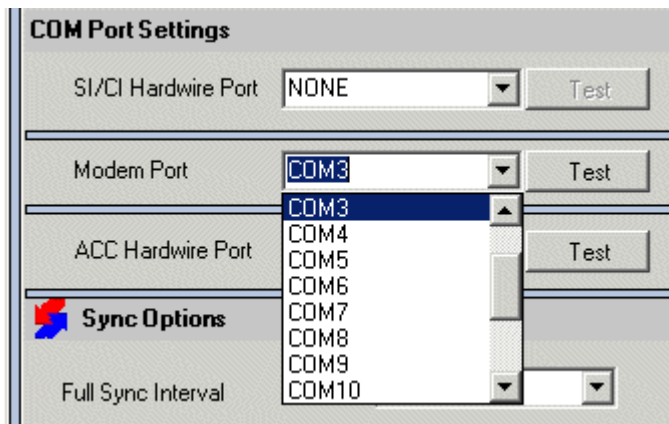 COM Port Settings
SI/CI Hardwire Port NONE Test
Modem Port COM3 Test
COM3
COM4
ACC Hardwire Port COM5 Test
COM6
COM7
Sync Options COM8
COM9
Full Sync Interval COM10